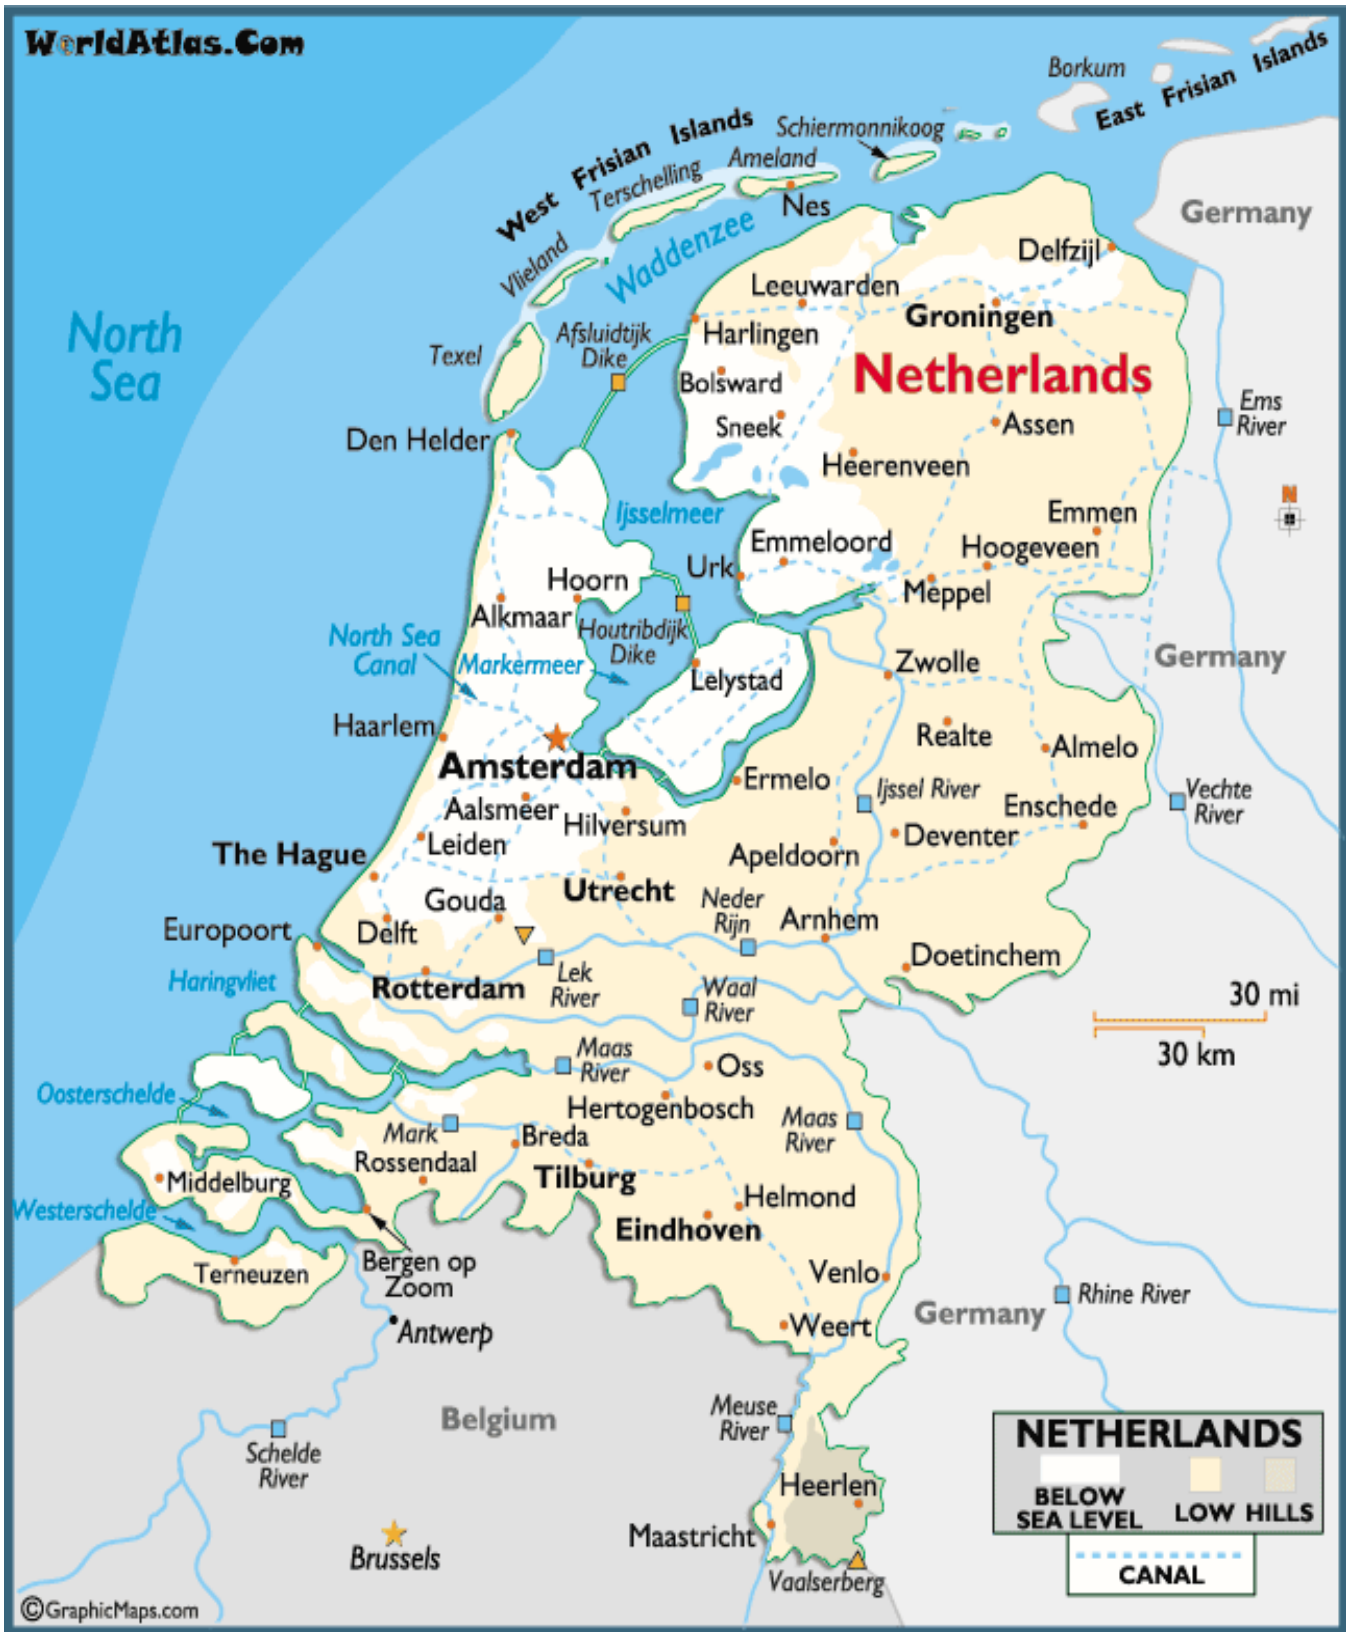 WorldAtlas.Com
Borkum
East Frisian Islands
Schiermonnikoog
West Frisian Islands
Ameland
Terschelling
Nes
Germany
Vlieland
Waddenzee
Delfzijl
Leeuwarden
Groningen
North
Sea
Texel
Afsluidtijk
Dike
Harlingen
Netherlands
Bolsward
Sneek
Assen
Ems
River
Den Helder
Heerenveen
N
Ijsselmeer
Emmen
Emmeloord
Hoogeveen
Urk
Hoorn
Meppel
Alkmaar
Houtribdijk
Dike
North Sea
Canal
Markermeer
Lelystad
Zwolle
Germany
Haarlem
Realte
Almelo
Amsterdam
Ermelo
Ijssel River
Vechte
River
Aalsmeer
Hilversum
Enschede
Leiden
Deventer
The Hague
Apeldoorn
Utrecht
Gouda
Neder
Rijn
Arnhem
Europoort
Delft
Doetinchem
Haringvliet
Rotterdam
Lek
River
Waal
River
30 mi
30 km
Maas
River
Oss
Oosterschelde
Hertogenbosch
Maas
River
Mark
Breda
Rossendaal
Tilburg
Middelburg
Helmond
Westerschelde
Eindhoven
Bergen op
Zoom
Terneuzen
Venlo
Germany
Rhine River
Antwerp
Weert
Belgium
Meuse
River
Schelde
River
Heerlen
Maastricht
Brussels
Vaalserberg
NETHERLANDS
BELOW
SEA LEVEL
LOW HILLS
CANAL
©GraphicMaps.com